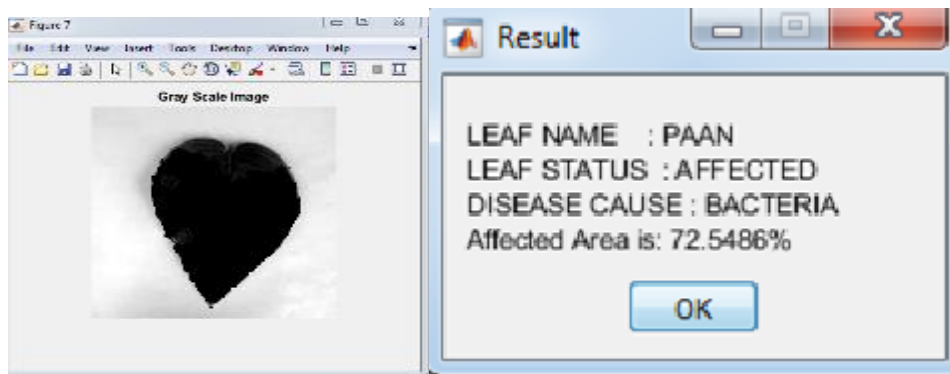 Figure 7
File Edit View Insert Tools Desktop Window Help
Gray Scale Image
Result
LEAF NAME : PAAN
LEAF STATUS : AFFECTED
DISEASE CAUSE : BACTERIA
Affected Area is: 72.5486%
OK